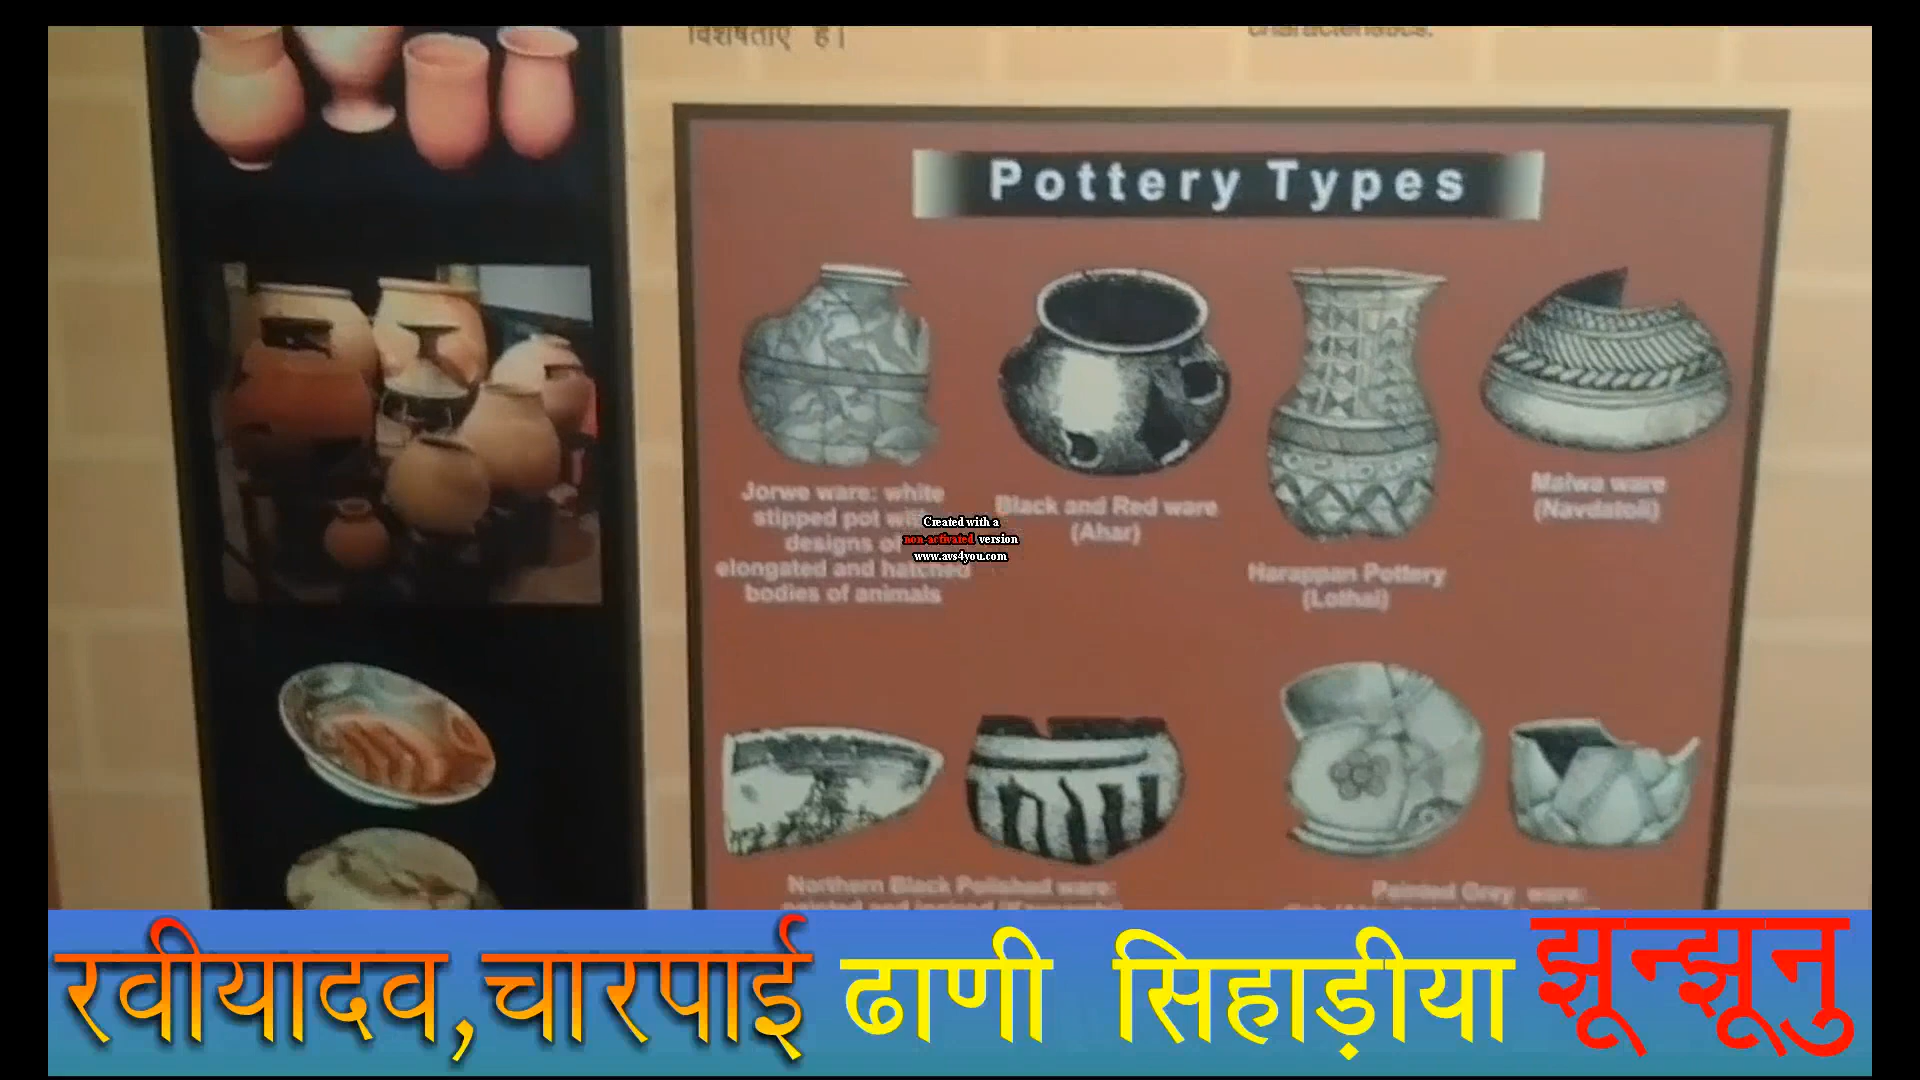 विशेषताएं हैं।
characteristics.
Pottery Types
Jorwe ware: white
stipped pot
designs of
elongated and hatched
bodies of animals
Black and Red ware
(Ahar)
Harappan Pottery
(Lothal)
Malwa ware
(Navdatoli)
Created with a
non-activated version
www.avs4you.com
Northern Black Polished ware:
Painted Grey ware:
रवीयादव,चारपाई ढाणी सिहाड़ीया झून्झूनु